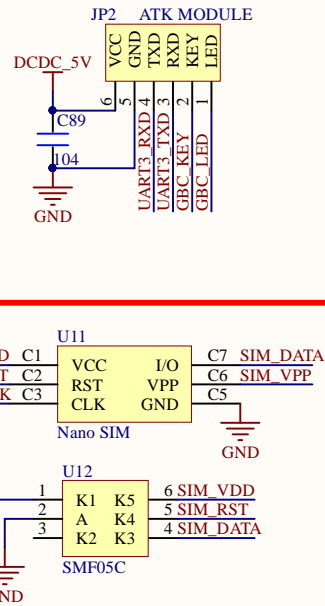 JP2 ATK MODULE
VCC
GND
TXD
RXD
KEY
LED
DCDC_5V
6
5
4
3
2
1
C89
104
GND
UART3_RXD
UART3_TXD
GBC_KEY
GBC_LED
U11
D C1 VCC I/O C7 SIM_DATA
T C2 RST VPP C6 SIM_VPP
K C3 CLK GND C5
Nano SIM
GND
U12
1 K1 K5 6 SIM_VDD
2 A K4 5 SIM_RST
3 K2 K3 4 SIM_DATA
SMF05C
ND